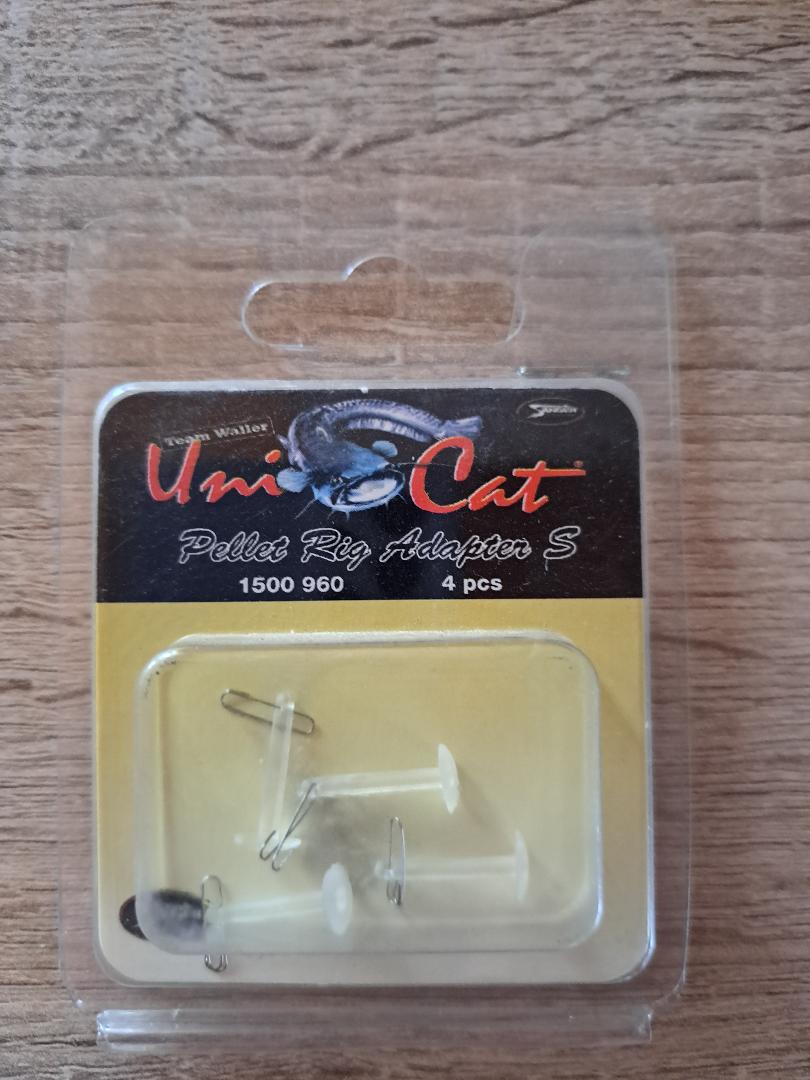 Team Waller
Uni Cat
Pellet Rig Adapter S
1500 960 4 pcs